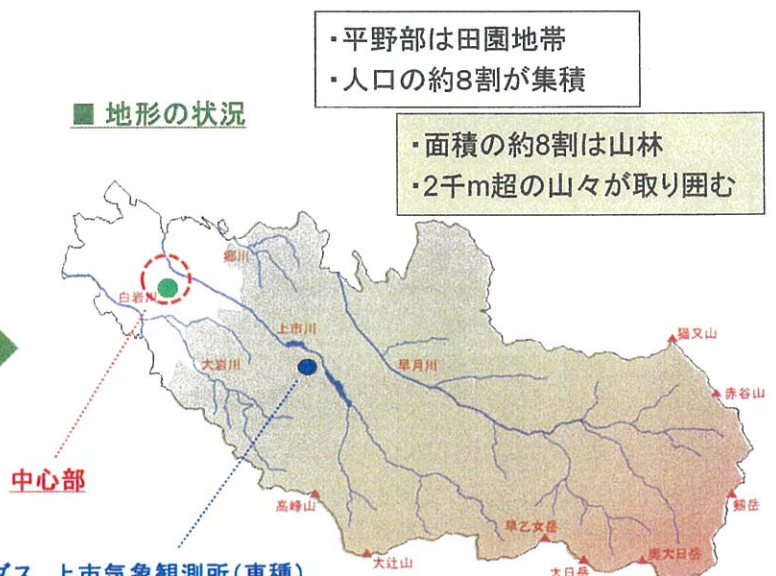 ・平野部は田園地帯
・人口の約8割が集積
■ 地形の状況
・面積の約8割は山林
・2千m超の山々が取り囲む
郷川
白岩川
上市川
大岩川
早月川
猫又山
赤谷山
中心部
高峰山
剱岳
早乙女岳
奥大日岳
大辻山
大日岳
ダス 上市気象観測所(東種)